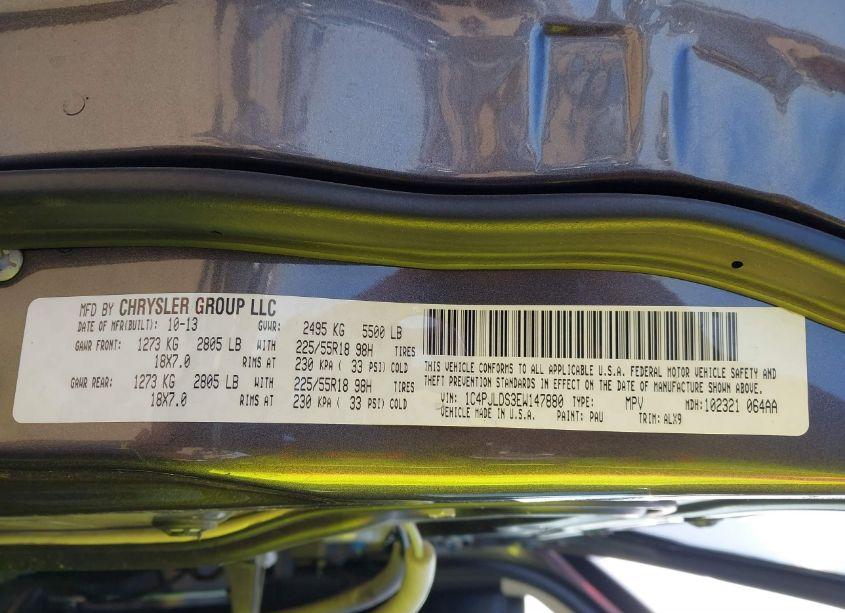 MFD BY CHRYSLER GROUP LLC
DATE OF MFR(BUILT): 10-13 GVWR: 2495 KG 5500 LB
GAWR FRONT: 1273 KG 2805 LB WITH 225/55R18 98H TIRES
18X7.0 RIMS AT 230 KPA ( 33 PSI) COLD
GAWR REAR: 1273 KG 2805 LB WITH 225/55R18 98H TIRES
18X7.0 RIMS AT 230 KPA ( 33 PSI) COLD
THIS VEHICLE CONFORMS TO ALL APPLICABLE U.S.A. FEDERAL MOTOR VEHICLE SAFETY AND
THEFT PREVENTION STANDARDS IN EFFECT ON THE DATE OF MANUFACTURE SHOWN ABOVE.
VIN: 1C4PJLDS3EW147880 TYPE: MPV MDH: 102321 064AA
VEHICLE MADE IN U.S.A. PAINT: PAU TRIM: ALX9